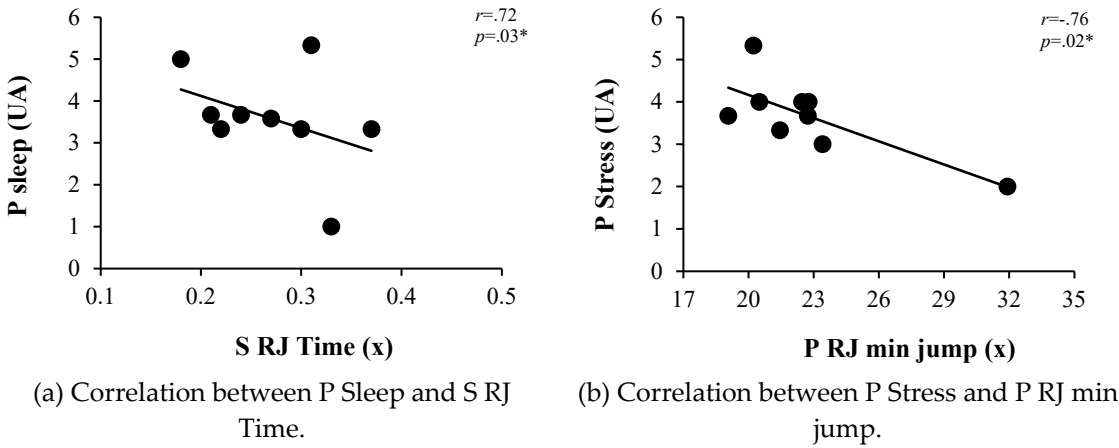 r=.72
p=.03*
6
5
4
3
2
1
0
P sleep (UA)
0.1 0.2 0.3 0.4 0.5
S RJ Time (x)
(a) Correlation between P Sleep and S RJ
Time.
r=-.76
p=.02*
6
5
4
3
2
1
0
P Stress (UA)
17 20 23 26 29 32 35
P RJ min jump (x)
(b) Correlation between P Stress and P RJ min
jump.